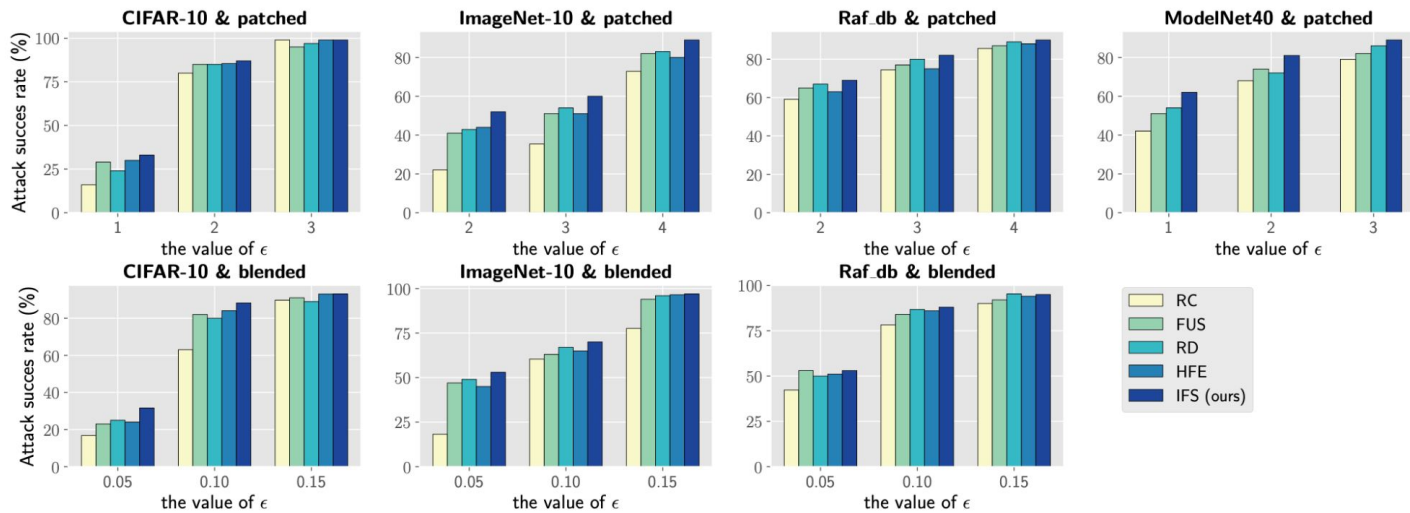 CIFAR-10 & patched
Attack succes rate (%)
100
75
50
25
0
1 2 3
the value of ϵ
ImageNet-10 & patched
80
60
40
20
0
2 3 4
the value of ϵ
Raf_db & patched
80
60
40
20
0
2 3 4
the value of ϵ
ModelNet40 & patched
80
60
40
20
0
1 2 3
the value of ϵ
CIFAR-10 & blended
Attack succes rate (%)
80
60
40
20
0
0.05 0.10 0.15
the value of ϵ
ImageNet-10 & blended
100
75
50
25
0
0.05 0.10 0.15
the value of ϵ
Raf_db & blended
100
75
50
25
0
0.05 0.10 0.15
the value of ϵ
RC
FUS
RD
HFE
IFS (ours)